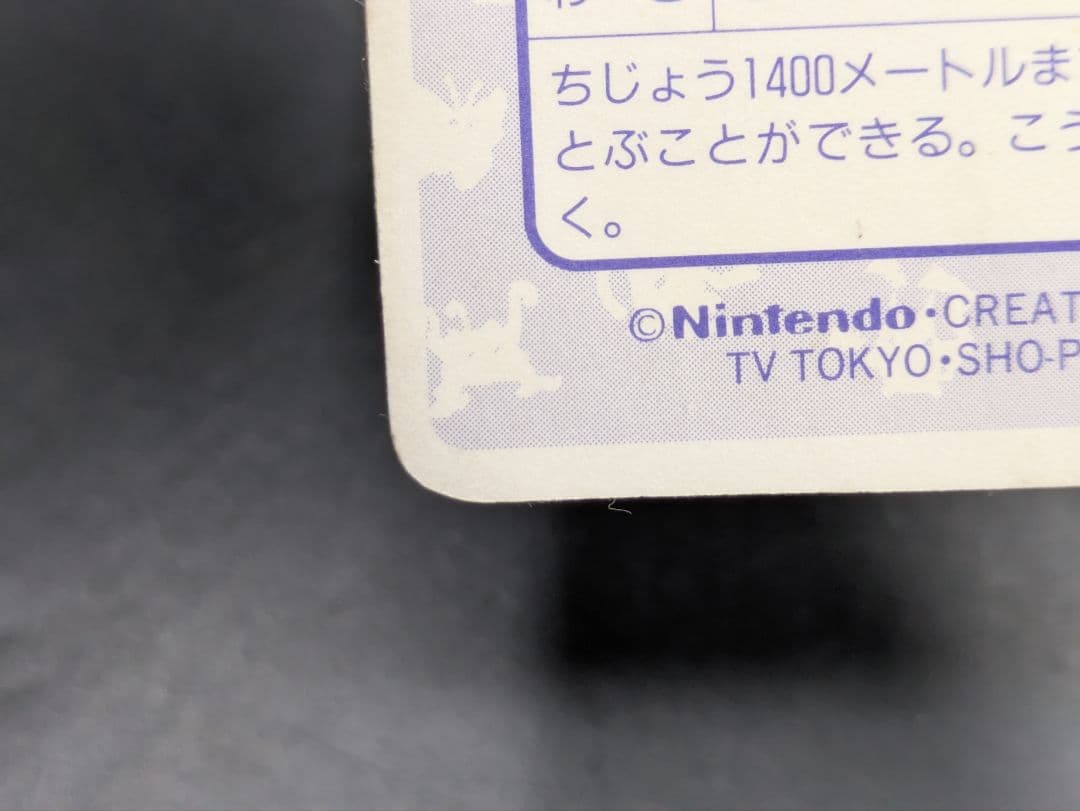 ちじょう1400メートルま
とぶことができる。こう
く。
©Nintendo・CREAT
TV TOKYO・SHO-P